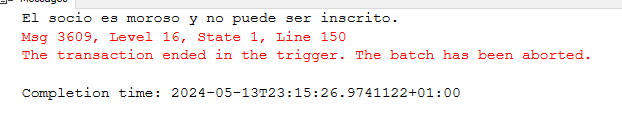 Messages
El socio es moroso y no puede ser inscrito.
Msg 3609, Level 16, State 1, Line 150
The transaction ended in the trigger. The batch has been aborted.
Completion time: 2024-05-13T23:15:26.9741122+01:00